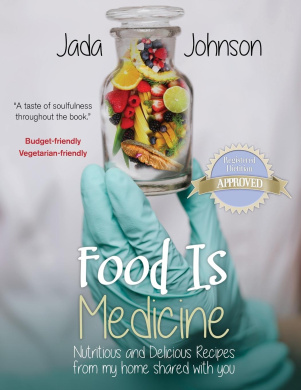 Jada Johnson
"A taste of soulfulness
throughout the book."
Budget-friendly
Vegetarian-friendly
Registered
Dietitian
APPROVED
Food Is
Medicine
Nutritious and Delicious Recipes
from my home shared with you